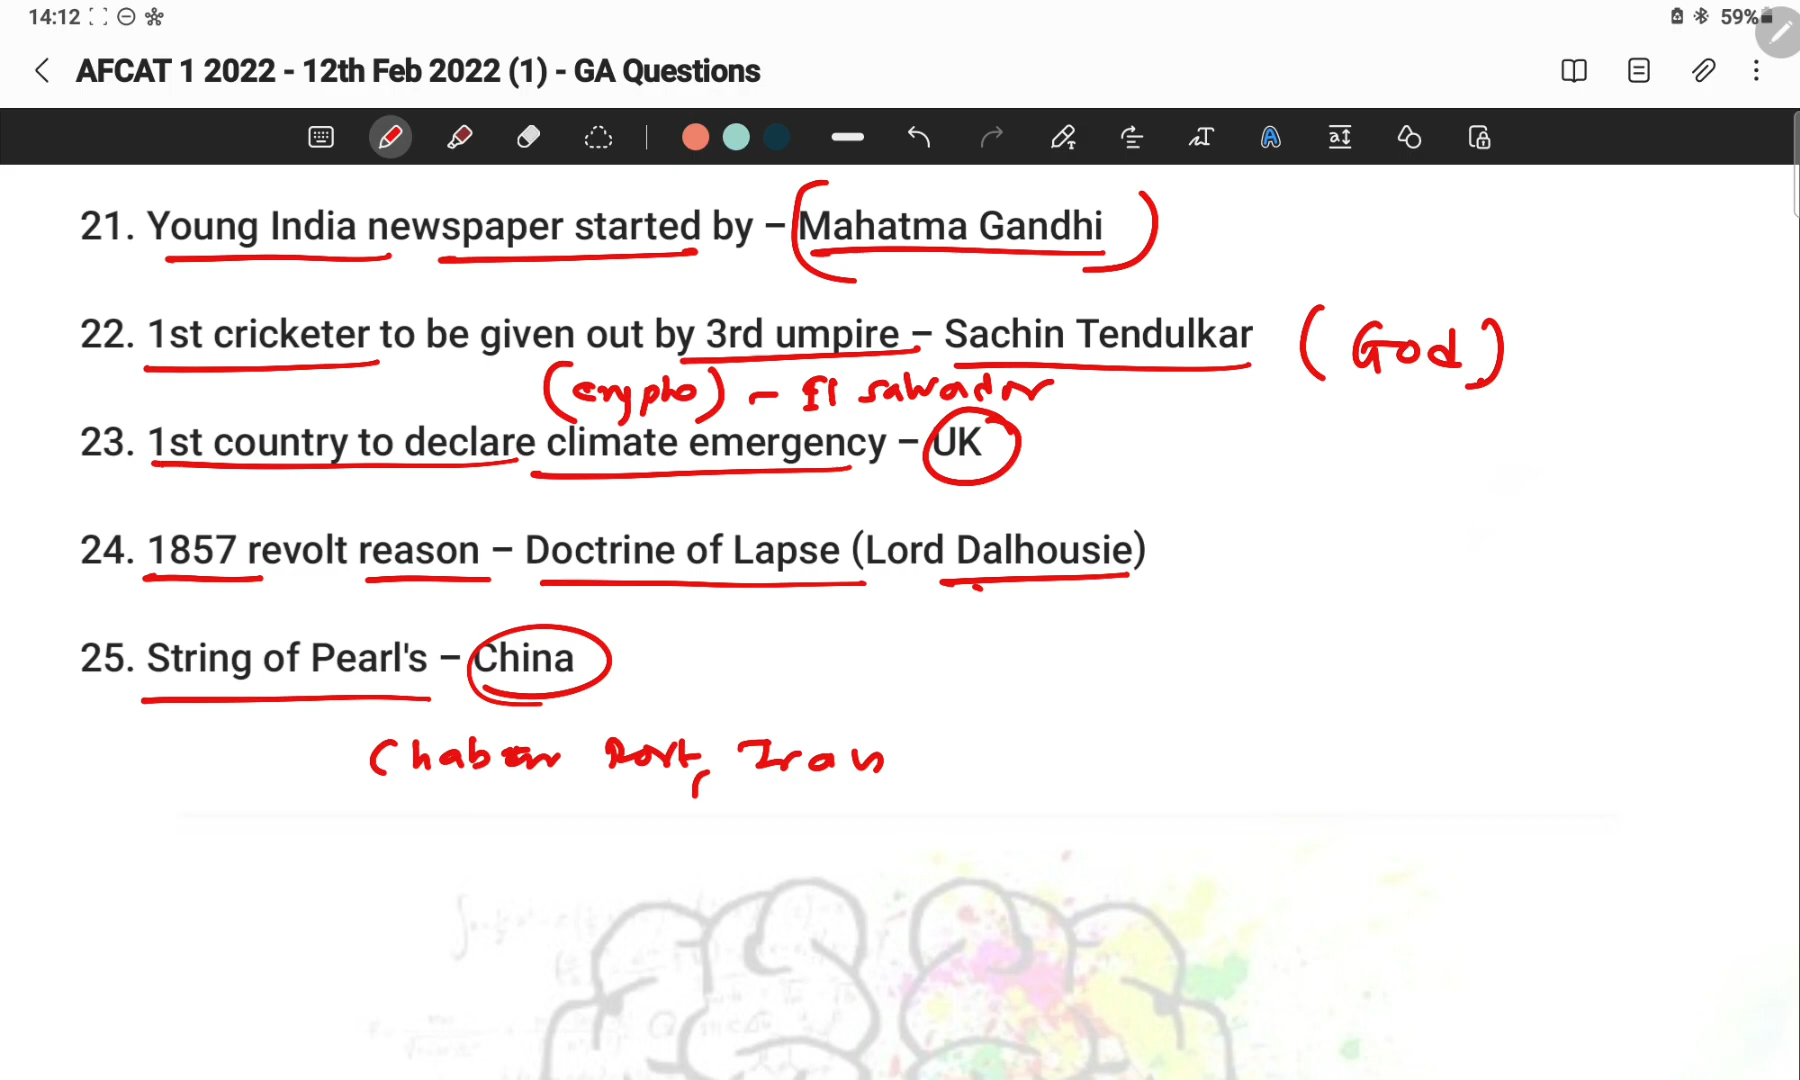 14:12 59%
AFCAT 1 2022 - 12th Feb 2022 (1) - GA Questions
21. Young India newspaper started by – Mahatma Gandhi
22. 1st cricketer to be given out by 3rd umpire – Sachin Tendulkar (God)
(crypto) – El Salvador
23. 1st country to declare climate emergency – UK
24. 1857 revolt reason – Doctrine of Lapse (Lord Dalhousie)
25. String of Pearl's – China
Port, Iran